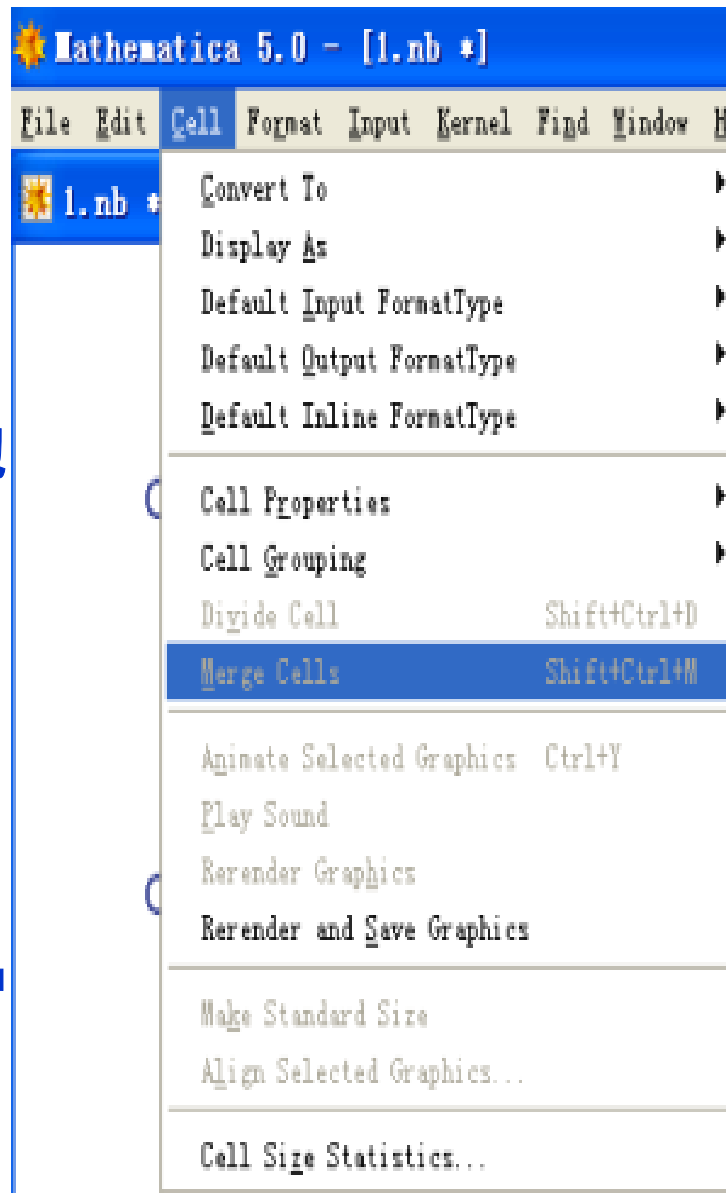 Mathematica 5.0 - [1.nb *]
File Edit Cell Format Input Kernel Find Window
1.nb *
Convert To
Display As
Default Input FormatType
Default Output FormatType
Default Inline FormatType
Cell Properties
Cell Grouping
Divide Cell Shift+Ctrl+D
Merge Cells Shift+Ctrl+M
Animate Selected Graphics Ctrl+Y
Play Sound
Rerender Graphics
Rerender and Save Graphics
Make Standard Size
Align Selected Graphics...
Cell Size Statistics...